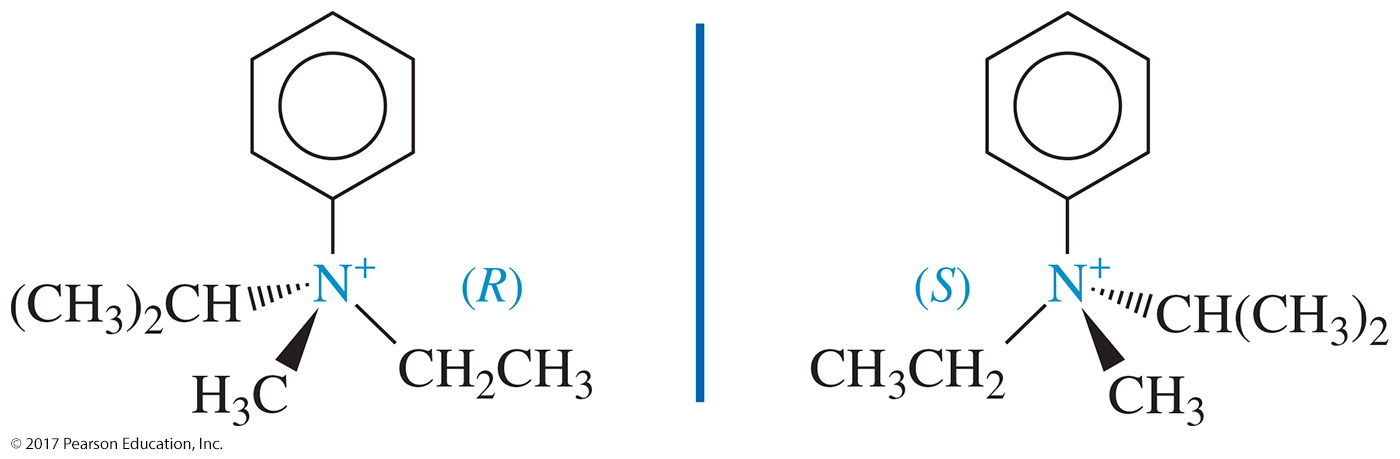 N⁺ (R) (S) N⁺
(CH₃)₂CH CH(CH₃)₂
CH₂CH₃ CH₃CH₂
H₃C CH₃
© 2017 Pearson Education, Inc.